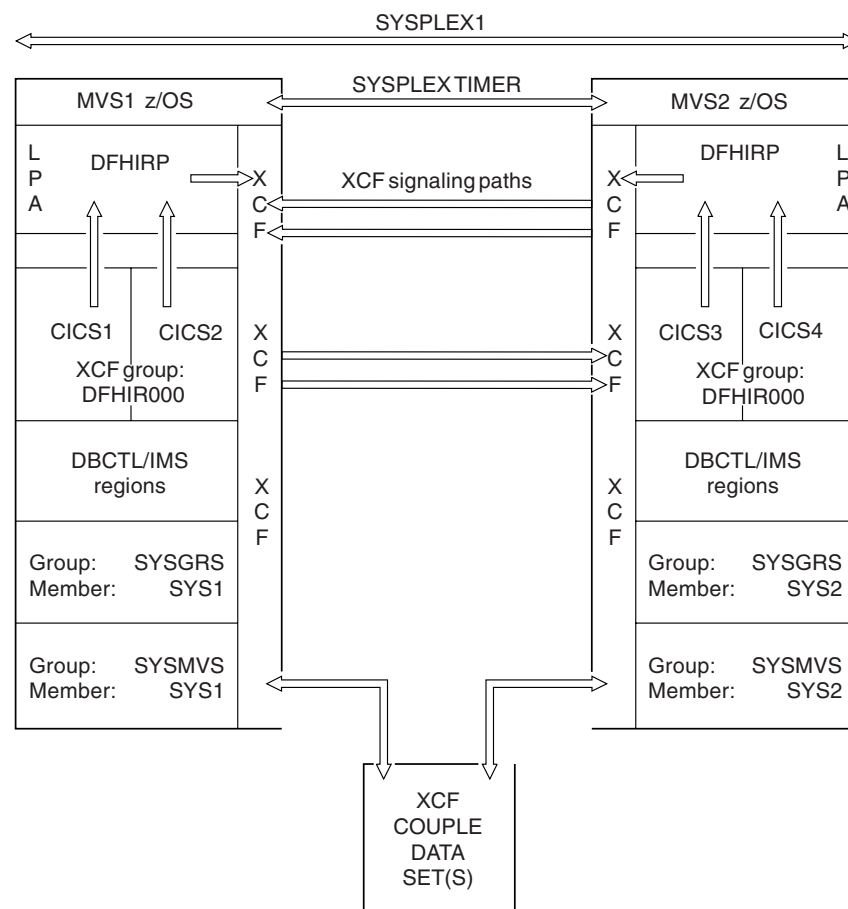 SYSPLEX1
SYSPLEX TIMER
MVS1 z/OS
MVS2 z/OS
L
P
A
DFHIRP
X
C
F
XCF signaling paths
X
C
F
DFHIRP
L
P
A
CICS1
CICS2
XCF group:
DFHIR000
X
C
F
X
C
F
CICS3
CICS4
XCF group:
DFHIR000
DBCTL/IMS
regions
X
C
F
X
C
F
DBCTL/IMS
regions
Group: SYSGRS
Member: SYS1
Group: SYSGRS
Member: SYS2
Group: SYSMVS
Member: SYS1
Group: SYSMVS
Member: SYS2
XCF
COUPLE
DATA
SET(S)